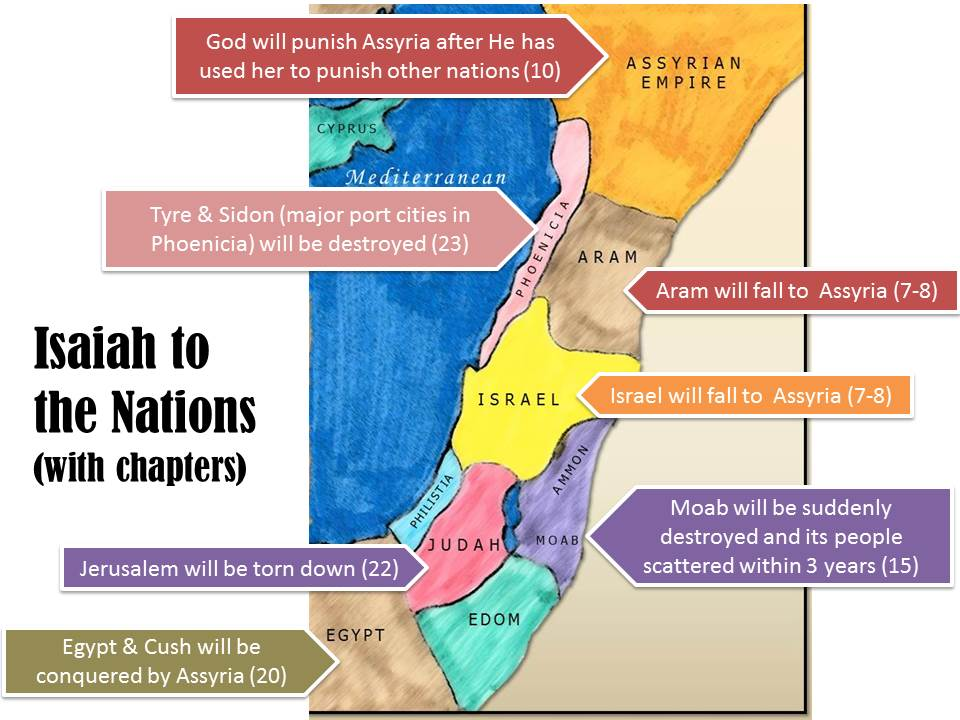 God will punish Assyria after He has
used her to punish other nations (10)
ASSYRIAN
EMPIRE
CYPRUS
Mediterranean
Tyre & Sidon (major port cities in
Phoenicia) will be destroyed (23)
PHOENICIA
ARAM
Aram will fall to  Assyria (7-8)
Isaiah to
the Nations
(with chapters)
ISRAEL
Israel will fall to  Assyria (7-8)
AMMON
PHILISTIA
Moab will be suddenly
destroyed and its people
scattered within 3 years (15)
JUDAH
MOAB
Jerusalem will be torn down (22)
EDOM
EGYPT
Egypt & Cush will be
conquered by Assyria (20)